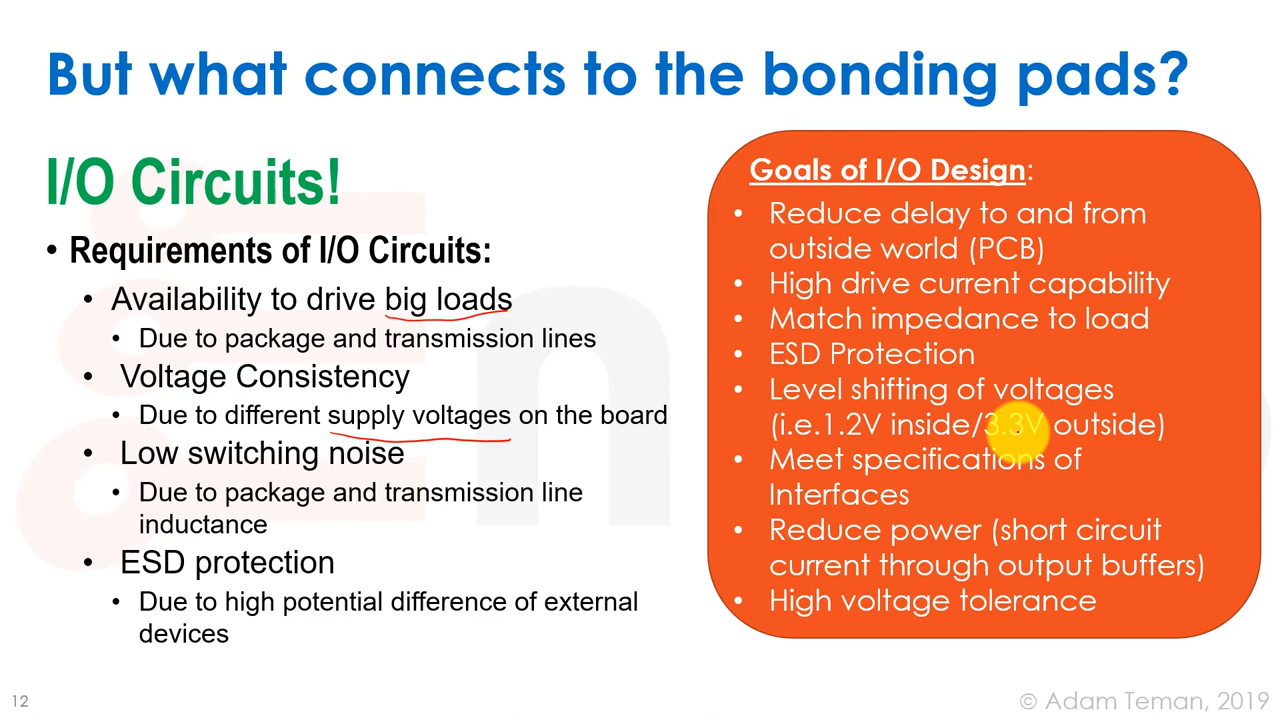 But what connects to the bonding pads?
I/O Circuits!
• Requirements of I/O Circuits:
• Availability to drive big loads
• Due to package and transmission lines
• Voltage Consistency
• Due to different supply voltages on the board
• Low switching noise
• Due to package and transmission line
inductance
• ESD protection
• Due to high potential difference of external
devices
Goals of I/O Design:
• Reduce delay to and from
outside world (PCB)
• High drive current capability
• Match impedance to load
• ESD Protection
• Level shifting of voltages
(i.e.1.2V inside/3.3V outside)
• Meet specifications of
Interfaces
• Reduce power (short circuit
current through output buffers)
• High voltage tolerance
12
© Adam Teman, 2019